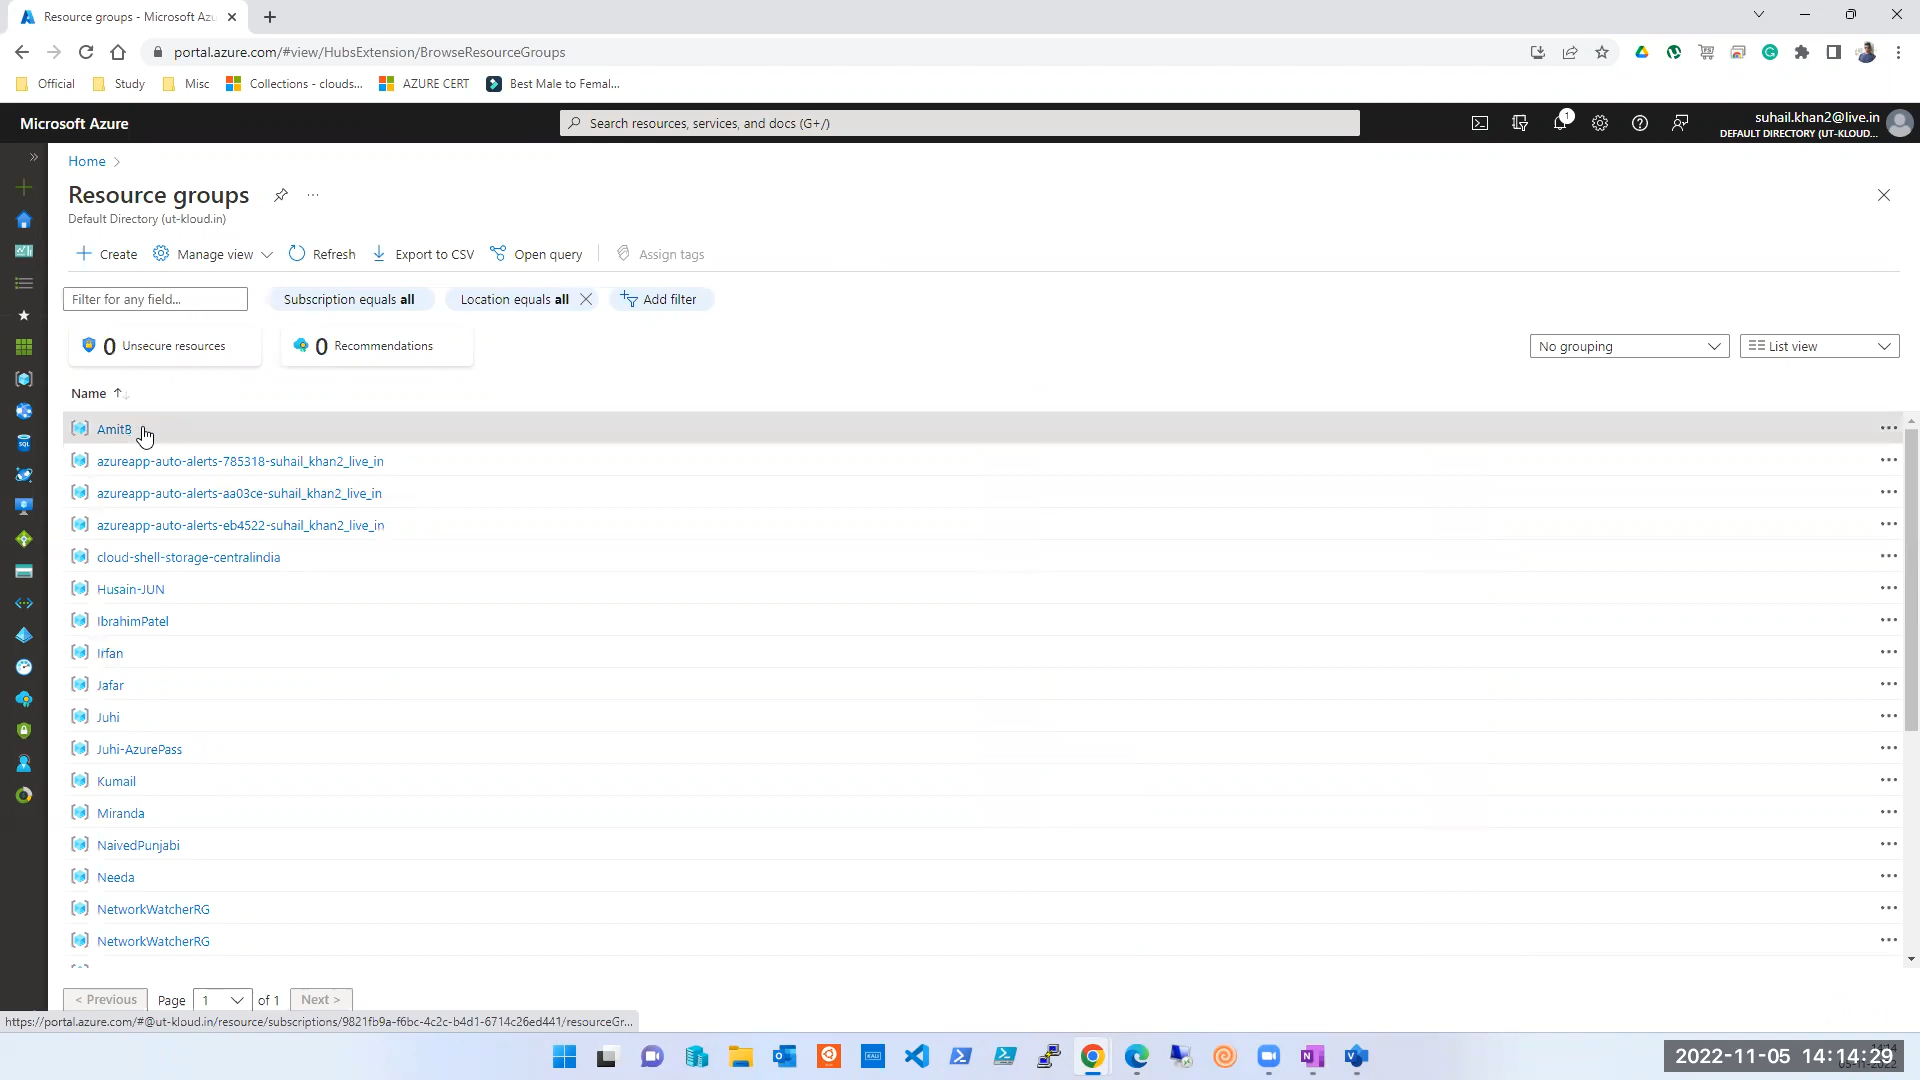 Resource groups - Microsoft Azu
portal.azure.com/#view/HubsExtension/BrowseResourceGroups
Official
Study
Misc
Collections - clouds...
AZURE CERT
Best Male to Femal...
Microsoft Azure
Search resources, services, and docs (G+/)
1
suhail.khan2@live.in
DEFAULT DIRECTORY (UT-KLOUD....
Home
Resource groups
Default Directory (ut-kloud.in)
Create
Manage view
Refresh
Export to CSV
Open query
Assign tags
Filter for any field...
Subscription equals all
Location equals all
Add filter
0 Unsecure resources
0 Recommendations
No grouping
List view
Name
AmitB
azureapp-auto-alerts-785318-suhail_khan2_live_in
azureapp-auto-alerts-aa03ce-suhail_khan2_live_in
azureapp-auto-alerts-eb4522-suhail_khan2_live_in
cloud-shell-storage-centralindia
Husain-JUN
IbrahimPatel
Irfan
Jafar
Juhi
Juhi-AzurePass
Kumail
Miranda
NaivedPunjabi
Needa
NetworkWatcherRG
NetworkWatcherRG
< Previous
Page 1 of 1
Next >
https://portal.azure.com/#@ut-kloud.in/resource/subscriptions/9821fb9a-f6bc-4c2c-b4d1-6714c26ed441/resourceGr...
2022-11-05 14:14:29